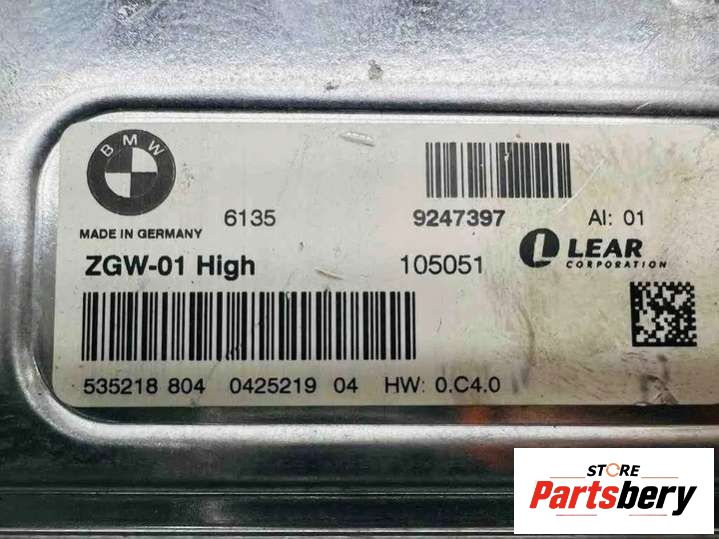 BMW
6135 9247397 AI: 01
MADE IN GERMANY
ZGW-01 High 105051 LEAR
CORPORATION
535218 804 0425219 04 HW: 0.C4.0
STORE
Partsbery